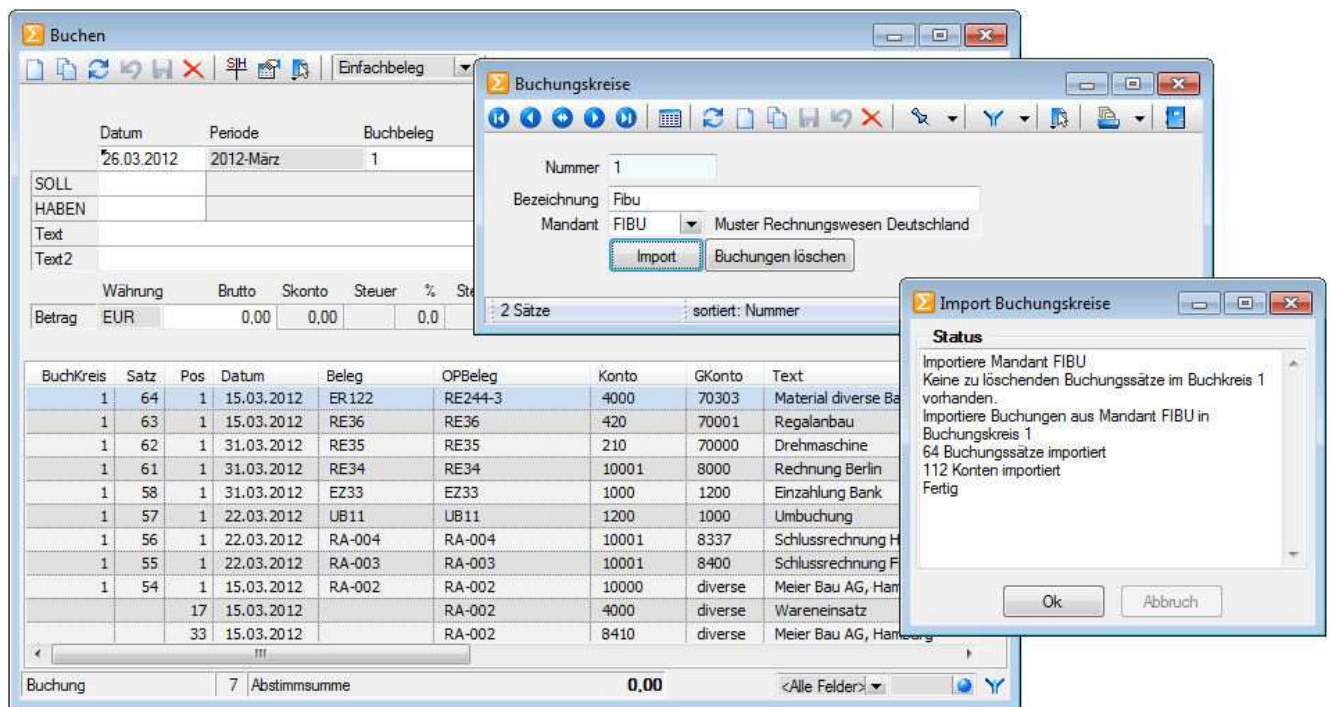 Buchen
Einfachbeleg
Datum Periode Buchbeleg
26.03.2012 2012-März 1
SOLL
HABEN
Text
Text2
Währung Brutto Skonto Steuer %
Betrag EUR 0,00 0,00 0,0
BuchKreis Satz Pos Datum Beleg OPBeleg Konto GKonto Text
1 64 1 15.03.2012 ER122 RE244-3 4000 70303 Material diverse Ba
1 63 1 15.03.2012 RE36 RE36 420 70001 Regalanbau
1 62 1 31.03.2012 RE35 RE35 210 70000 Drehmaschine
1 61 1 31.03.2012 RE34 RE34 10001 8000 Rechnung Berlin
1 58 1 31.03.2012 EZ33 EZ33 1000 1200 Einzahlung Bank
1 57 1 22.03.2012 UB11 UB11 1200 1000 Umbuchung
1 56 1 22.03.2012 RA-004 RA-004 10001 8337 Schlussrechnung H
1 55 1 22.03.2012 RA-003 RA-003 10001 8400 Schlussrechnung F
1 54 1 15.03.2012 RA-002 RA-002 10000 diverse Meier Bau AG, Ham
17 15.03.2012 RA-002 4000 diverse Wareneinsatz
33 15.03.2012 RA-002 8410 diverse Meier Bau AG, Hamburg
Buchung 7 Abstimmsumme 0,00 <Alle Felder>
Buchungskreise
Nummer 1
Bezeichnung Fibu
Mandant FIBU Muster Rechnungswesen Deutschland
Import Buchungen löschen
2 Sätze sortiert: Nummer
Import Buchungskreise
Status
Importiere Mandant FIBU
Keine zu löschenden Buchungssätze im Buchkreis 1
vorhanden.
Importiere Buchungen aus Mandant FIBU in
Buchungskreis 1
64 Buchungssätze importiert
112 Konten importiert
Fertig
Ok Abbruch